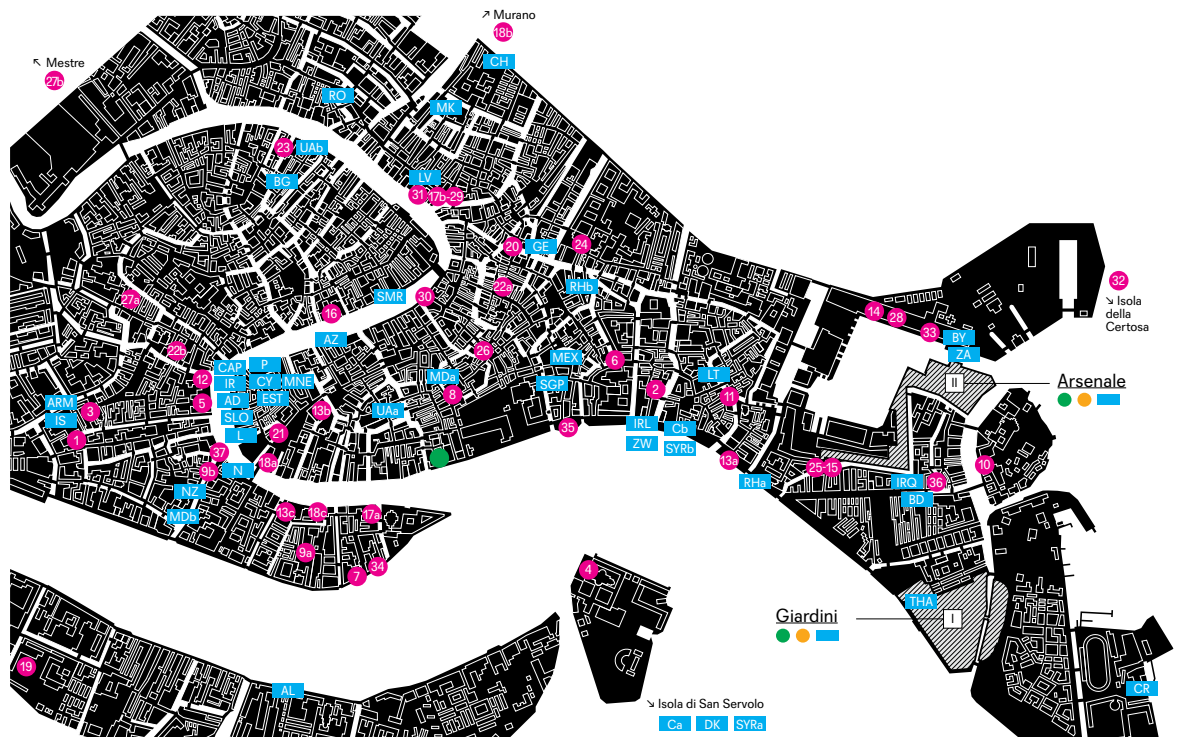 ↗ Murano
18b
↖ Mestre
27b
CH
RO
MK
23
UAb
LV
BG
31
17b-29
20
GE
24
32
↘ Isola
della
Certosa
22a
RHb
27a
SMR
30
16
14
28
33
BY
AZ
ZA
22b
26
MEX
6
CAP
P
12
IR
CY
MNE
MDa
SGP
LT
II
Arsenale
5
AD
EST
8
2
11
ARM
3
13b
UAa
IS
SLO
35
IRL
Cb
1
L
21
ZW
SYRb
37
18a
13a
9b
N
25-15
10
NZ
RHa
IRQ
36
BD
MDb
13c
18c
17a
9a
7
34
4
THA
Giardini
I
19
AL
CR
↘ Isola di San Servolo
Ca
DK
SYRa